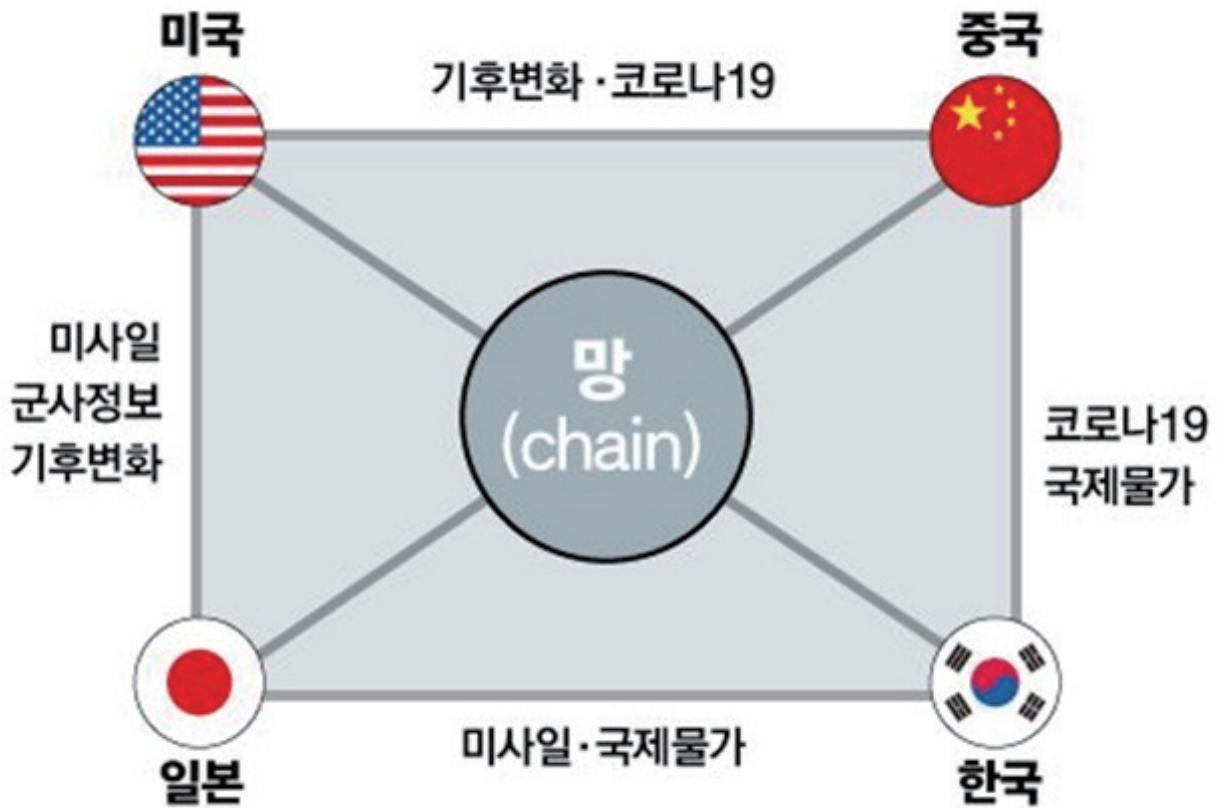 미국
중국
기후변화·코로나19
미사일
군사정보
기후변화
망
(chain)
코로나19
국제물가
미사일·국제물가
일본
한국